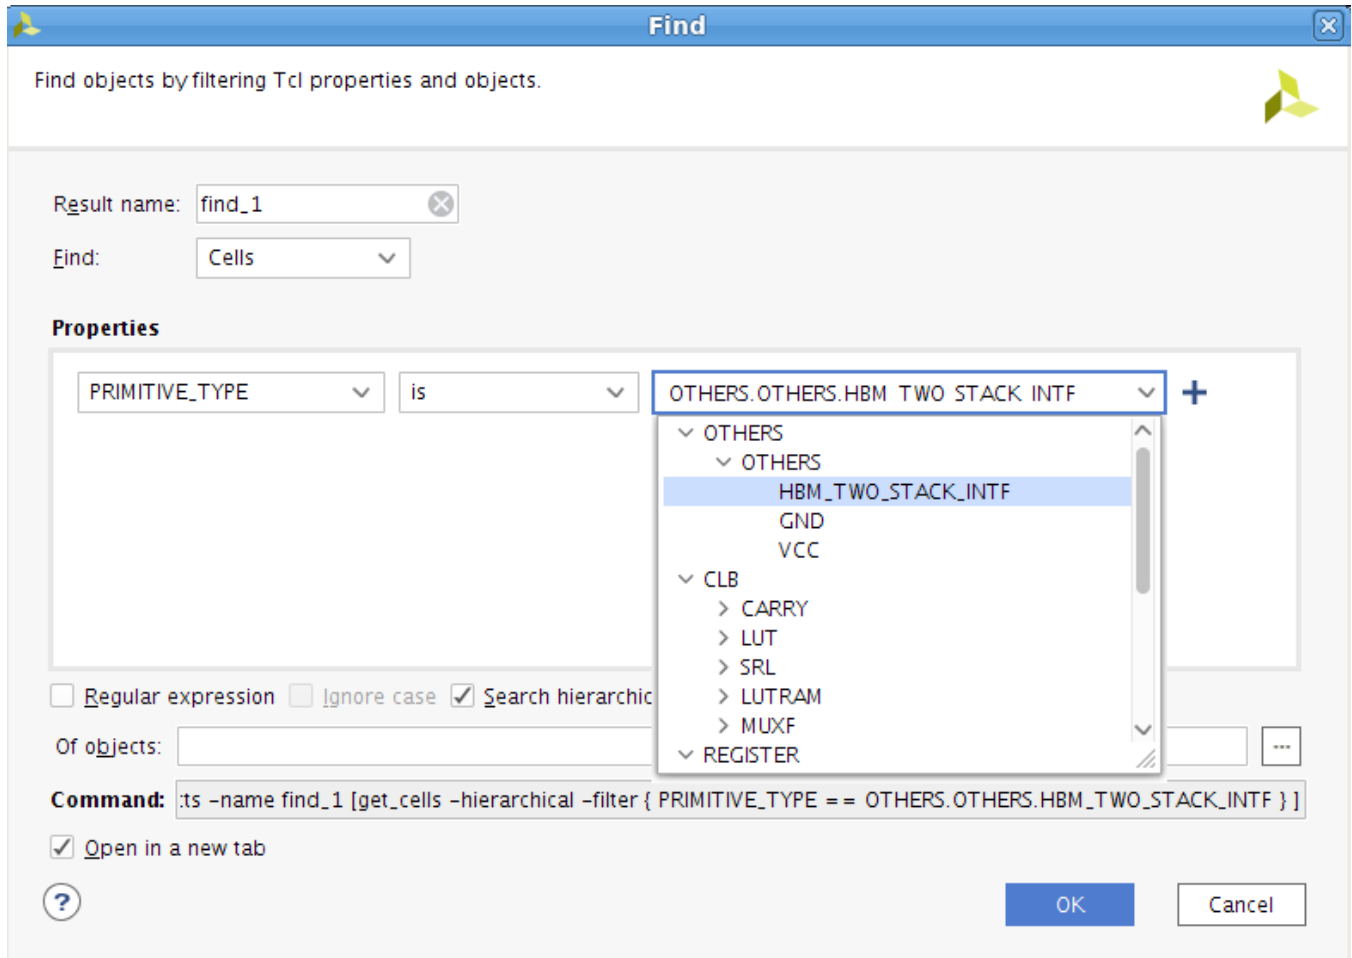 Find
Find objects by filtering Tcl properties and objects.
Result name: find_1
Find: Cells
Properties
PRIMITIVE_TYPE is OTHERS.OTHERS.HBM_TWO_STACK_INTF
OTHERS
OTHERS
HBM_TWO_STACK_INTF
GND
VCC
CLB
CARRY
LUT
SRL
LUTRAM
MUXF
REGISTER
Regular expression Ignore case Search hierarchic
Of objects: ...
Command: :ts -name find_1 [get_cells -hierarchical -filter { PRIMITIVE_TYPE == OTHERS.OTHERS.HBM_TWO_STACK_INTF } ]
Open in a new tab
? OK Cancel